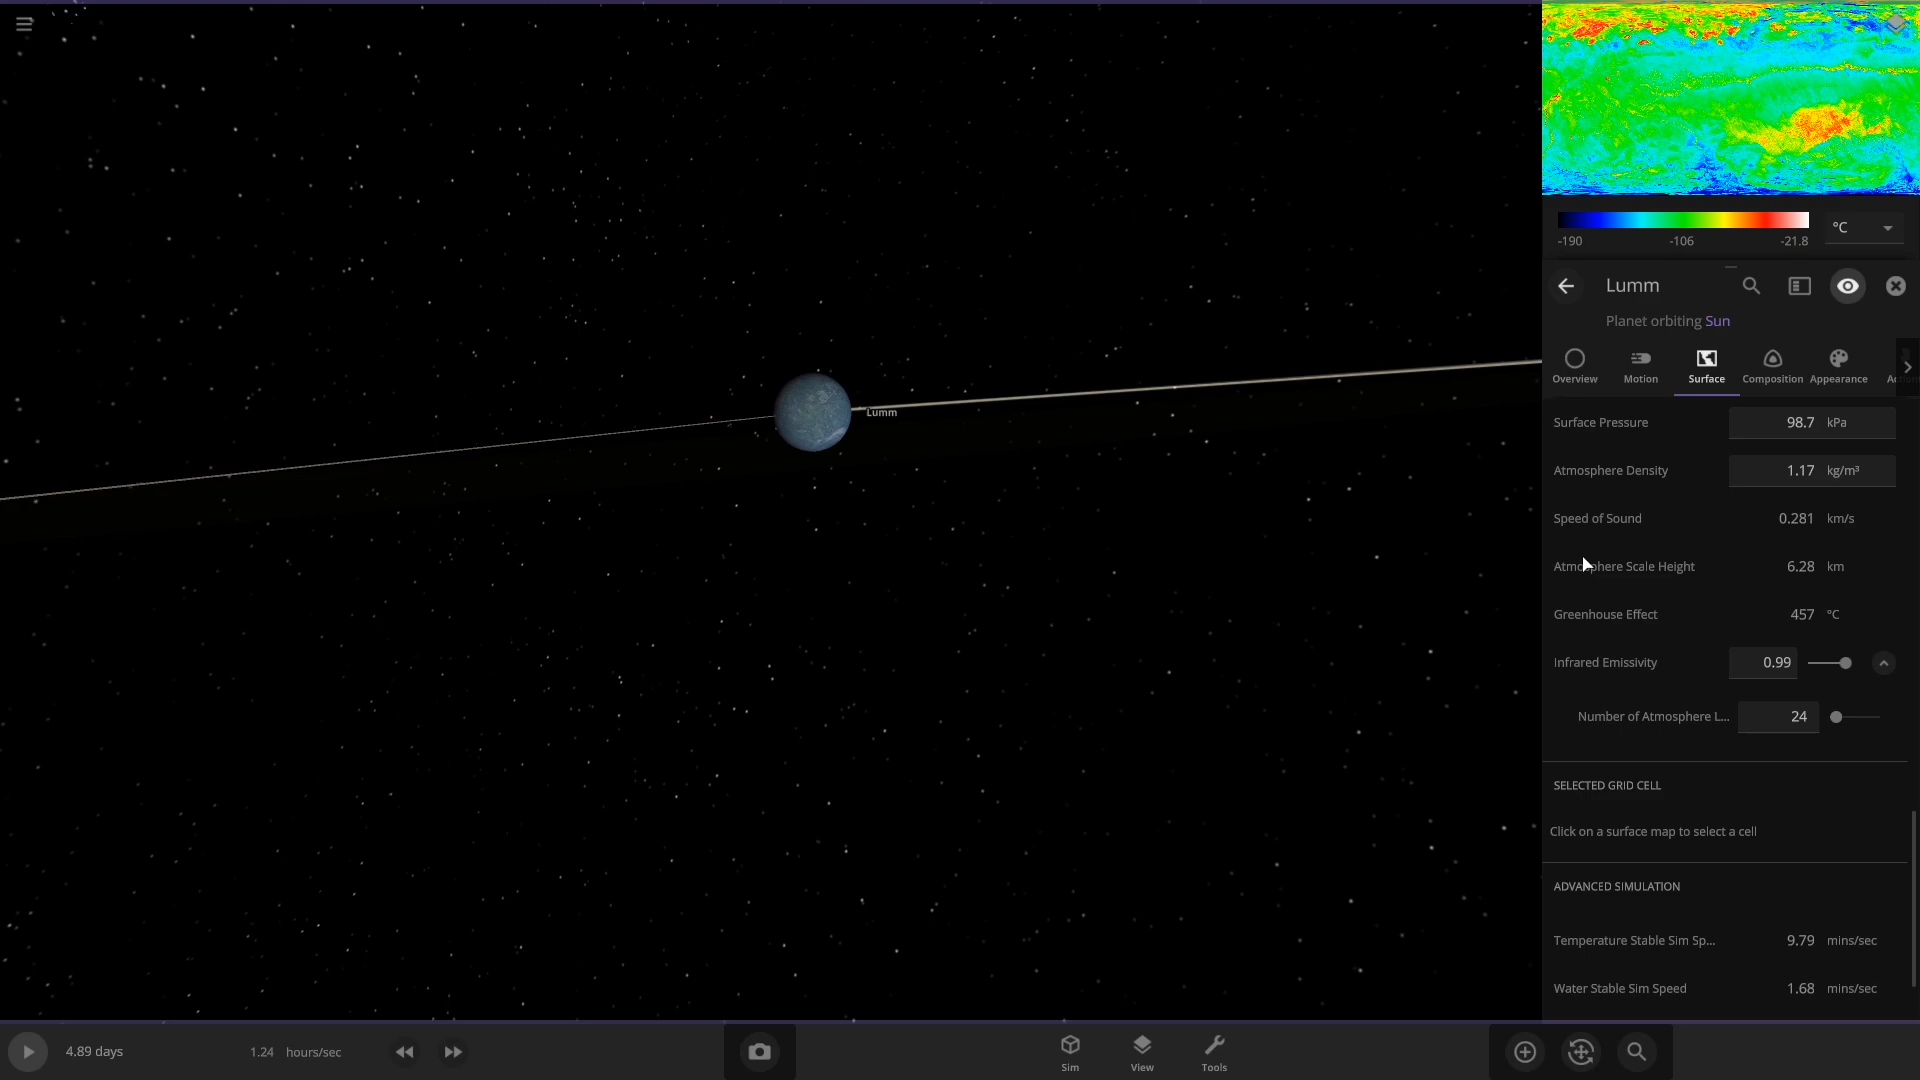 -190 -106 -21.8 °C
Lumm
Planet orbiting Sun
Overview Motion Surface Composition Appearance
Surface Pressure 98.7 kPa
Lumm
Atmosphere Density 1.17 kg/m³
Speed of Sound 0.281 km/s
Atmosphere Scale Height 6.28 km
Greenhouse Effect 457 °C
Infrared Emissivity 0.99
Number of Atmosphere L... 24
SELECTED GRID CELL
Click on a surface map to select a cell
ADVANCED SIMULATION
Temperature Stable Sim Sp... 9.79 mins/sec
Water Stable Sim Speed 1.68 mins/sec
4.89 days 1.24 hours/sec
Sim View Tools